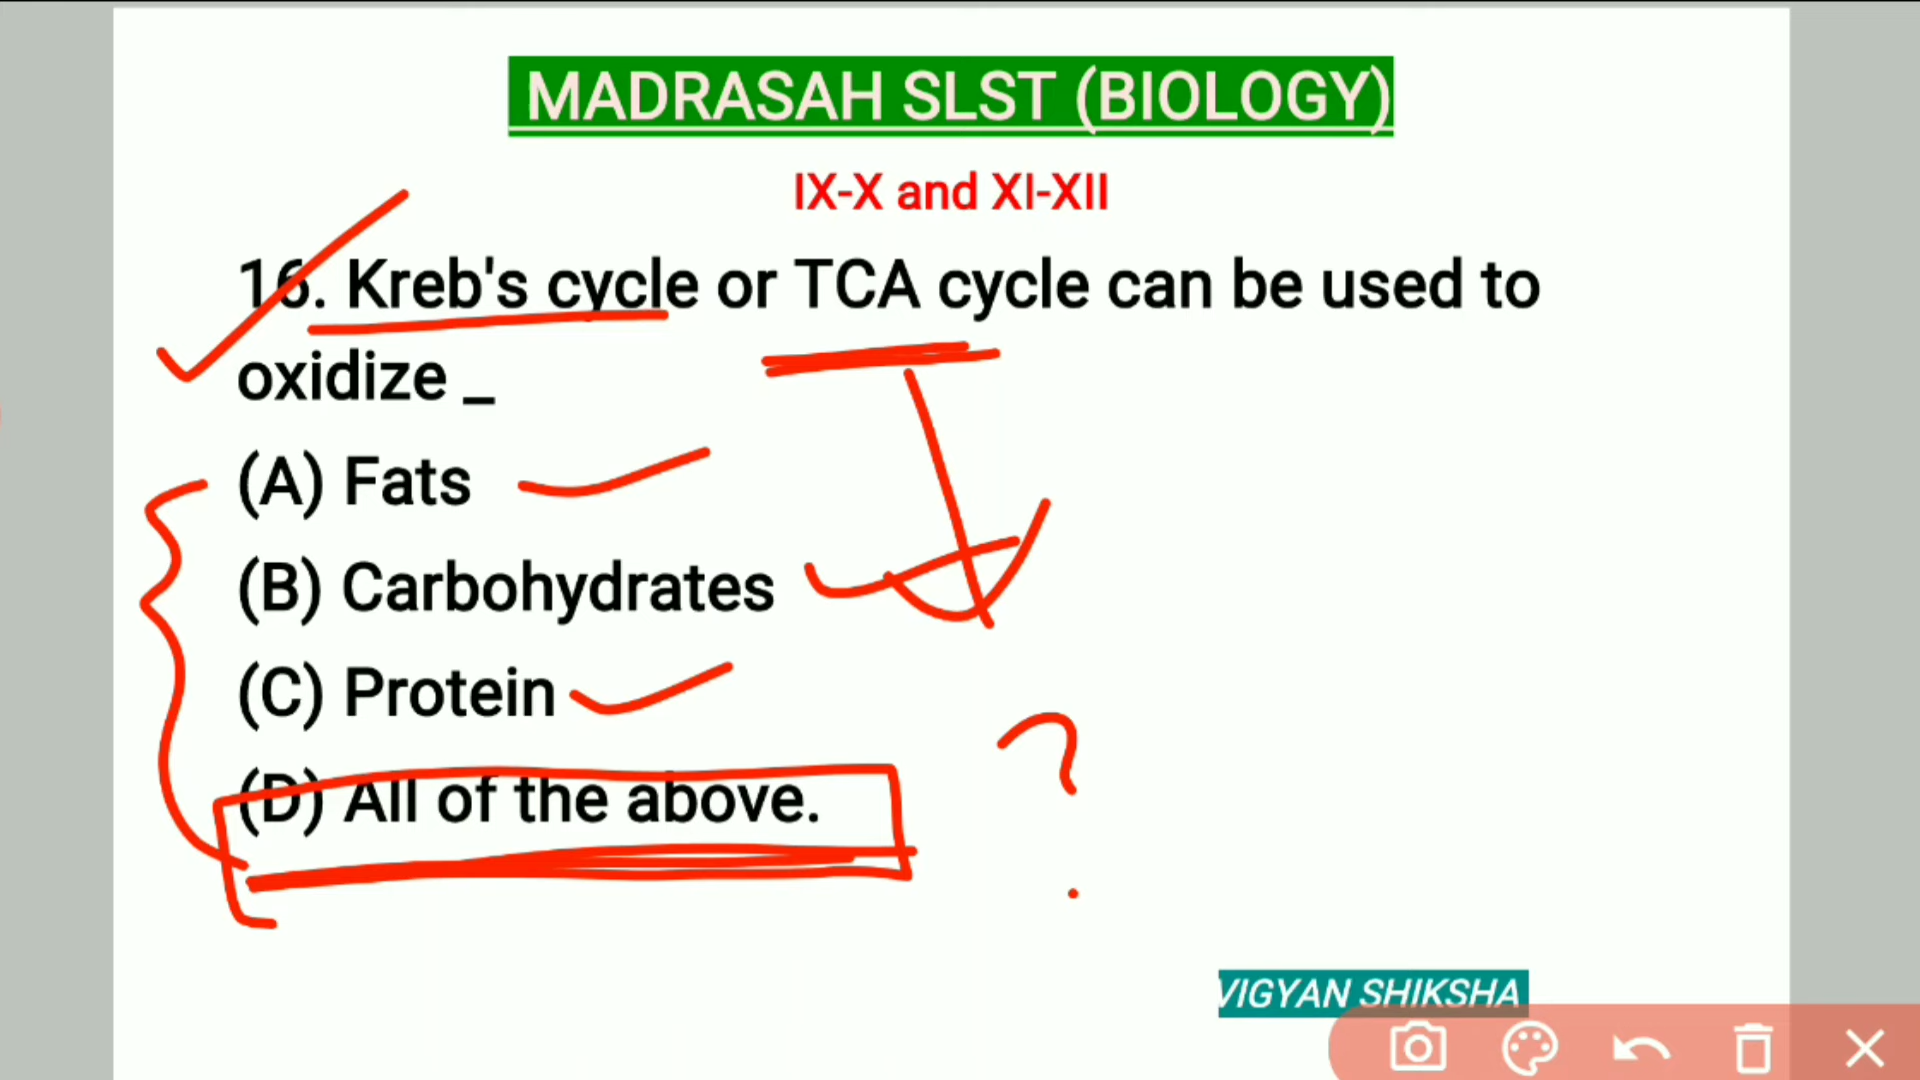 MADRASAH SLST (BIOLOGY)
IX-X and XI-XII
16. Kreb's cycle or TCA cycle can be used to
oxidize _
(A) Fats
(B) Carbohydrates
(C) Protein
(D) All of the above.
?
VIGYAN SHIKSHA